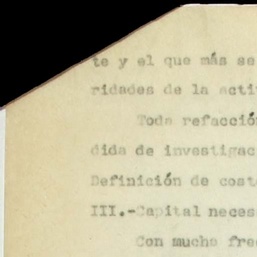 te y el que más se
ridades de la acti
Toda refacción
dida de investigac
Definición de cost
III.-Capital neces
Con mucha fre